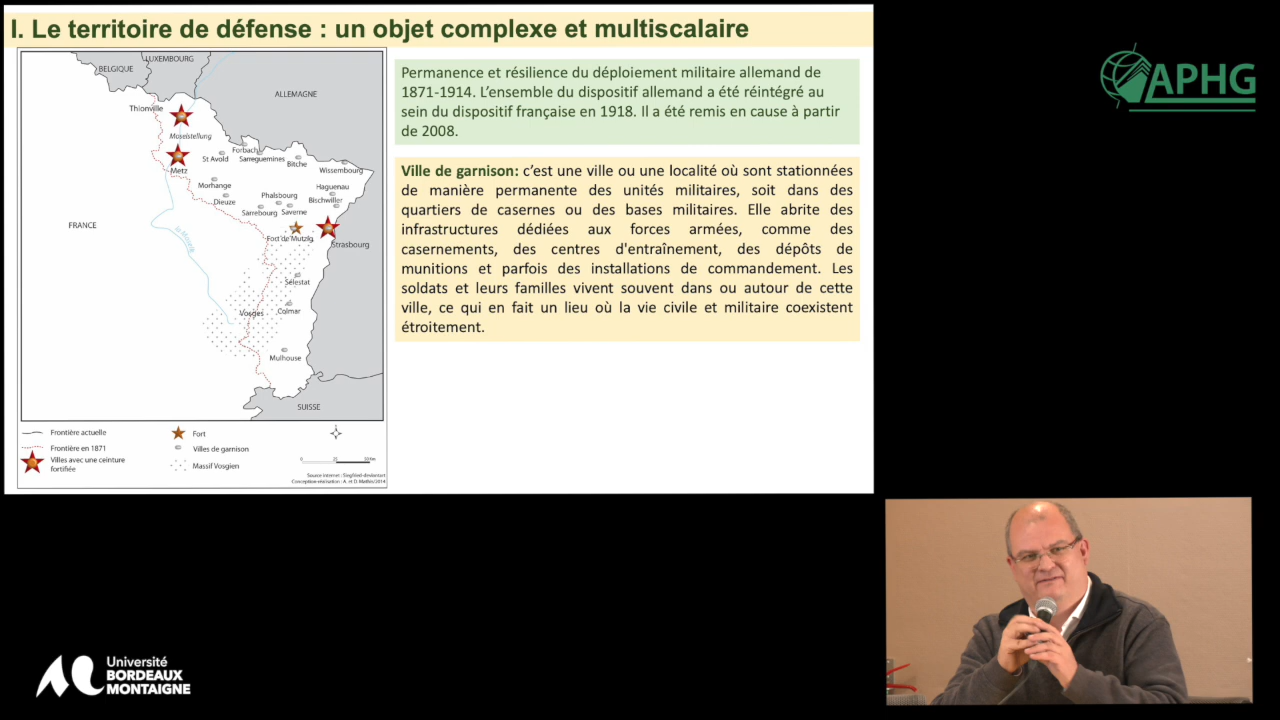 I. Le territoire de défense : un objet complexe et multiscalaire
BELGIQUE
LUXEMBOURG
ALLEMAGNE
Thionville
Moselstellung
Metz
St Avold
Forbach
Sarreguemines
Bitche
Wissembourg
Morhange
Dieuze
Phalsbourg
Haguenau
Bischwiller
Sarrebourg
Saverne
FRANCE
Fort de Mutzig
Strasbourg
la Moselle
Sélestat
Vosges
Colmar
Mulhouse
SUISSE
Frontière actuelle
Frontière en 1871
Villes avec une ceinture
fortifiée
Fort
Villes de garnison
Massif Vosgien
Conception-réalisation : A. et D. Mathis/2014
Permanence et résilience du déploiement militaire allemand de
1871-1914. L’ensemble du dispositif allemand a été réintégré au
sein du dispositif française en 1918. Il a été remis en cause à partir
de 2008.
Ville de garnison: c’est une ville ou une localité où sont stationnées
de manière permanente des unités militaires, soit dans des
quartiers de casernes ou des bases militaires. Elle abrite des
infrastructures dédiées aux forces armées, comme des
casernements, des centres d'entraînement, des dépôts de
munitions et parfois des installations de commandement. Les
soldats et leurs familles vivent souvent dans ou autour de cette
ville, ce qui en fait un lieu où la vie civile et militaire coexistent
étroitement.
APHG
Université
BORDEAUX
MONTAIGNE